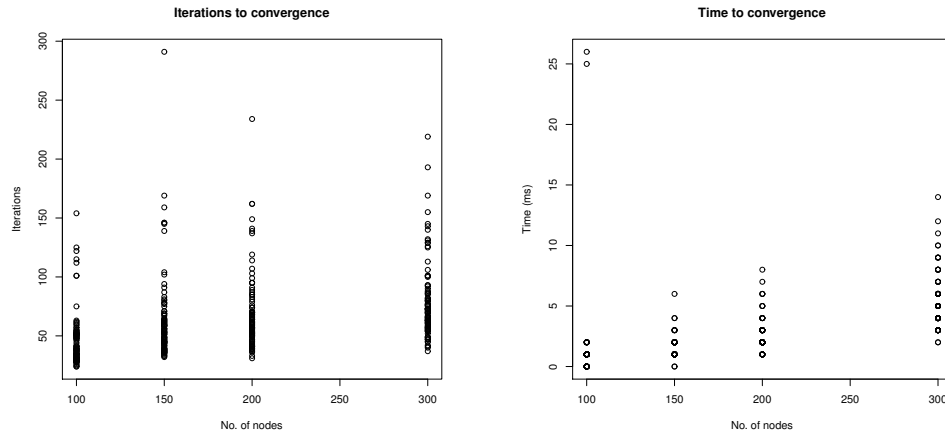 Iterations to convergence
300
250
200
150
100
50
Iterations
100 150 200 250 300
No. of nodes
Time to convergence
25
20
15
10
5
0
Time (ms)
100 150 200 250 300
No. of nodes